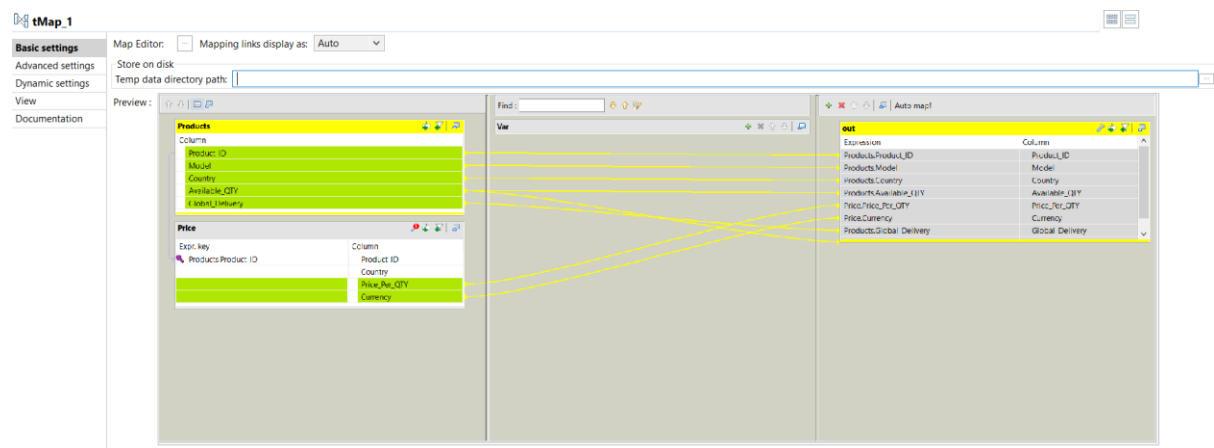 tMap_1
Basic settings
Advanced settings
Dynamic settings
View
Documentation
Map Editor: ... Mapping links display as: Auto
Store on disk
Temp data directory path:
Preview :
Find :
Auto map!
Products
Column
Product_ID
Model
Country
Available_QTY
Global_Delivery
Price
Expr. key Column
Products.Product_ID Product_ID
Country
Price_Per_QTY
Currency
Var
out
Expression Column
Products.Product_ID Product_ID
Products.Model Model
Products.Country Country
Products.Available_QTY Available_QTY
Price.Price_Per_QTY Price_Per_QTY
Price.Currency Currency
Products.Global_Delivery Global_Delivery